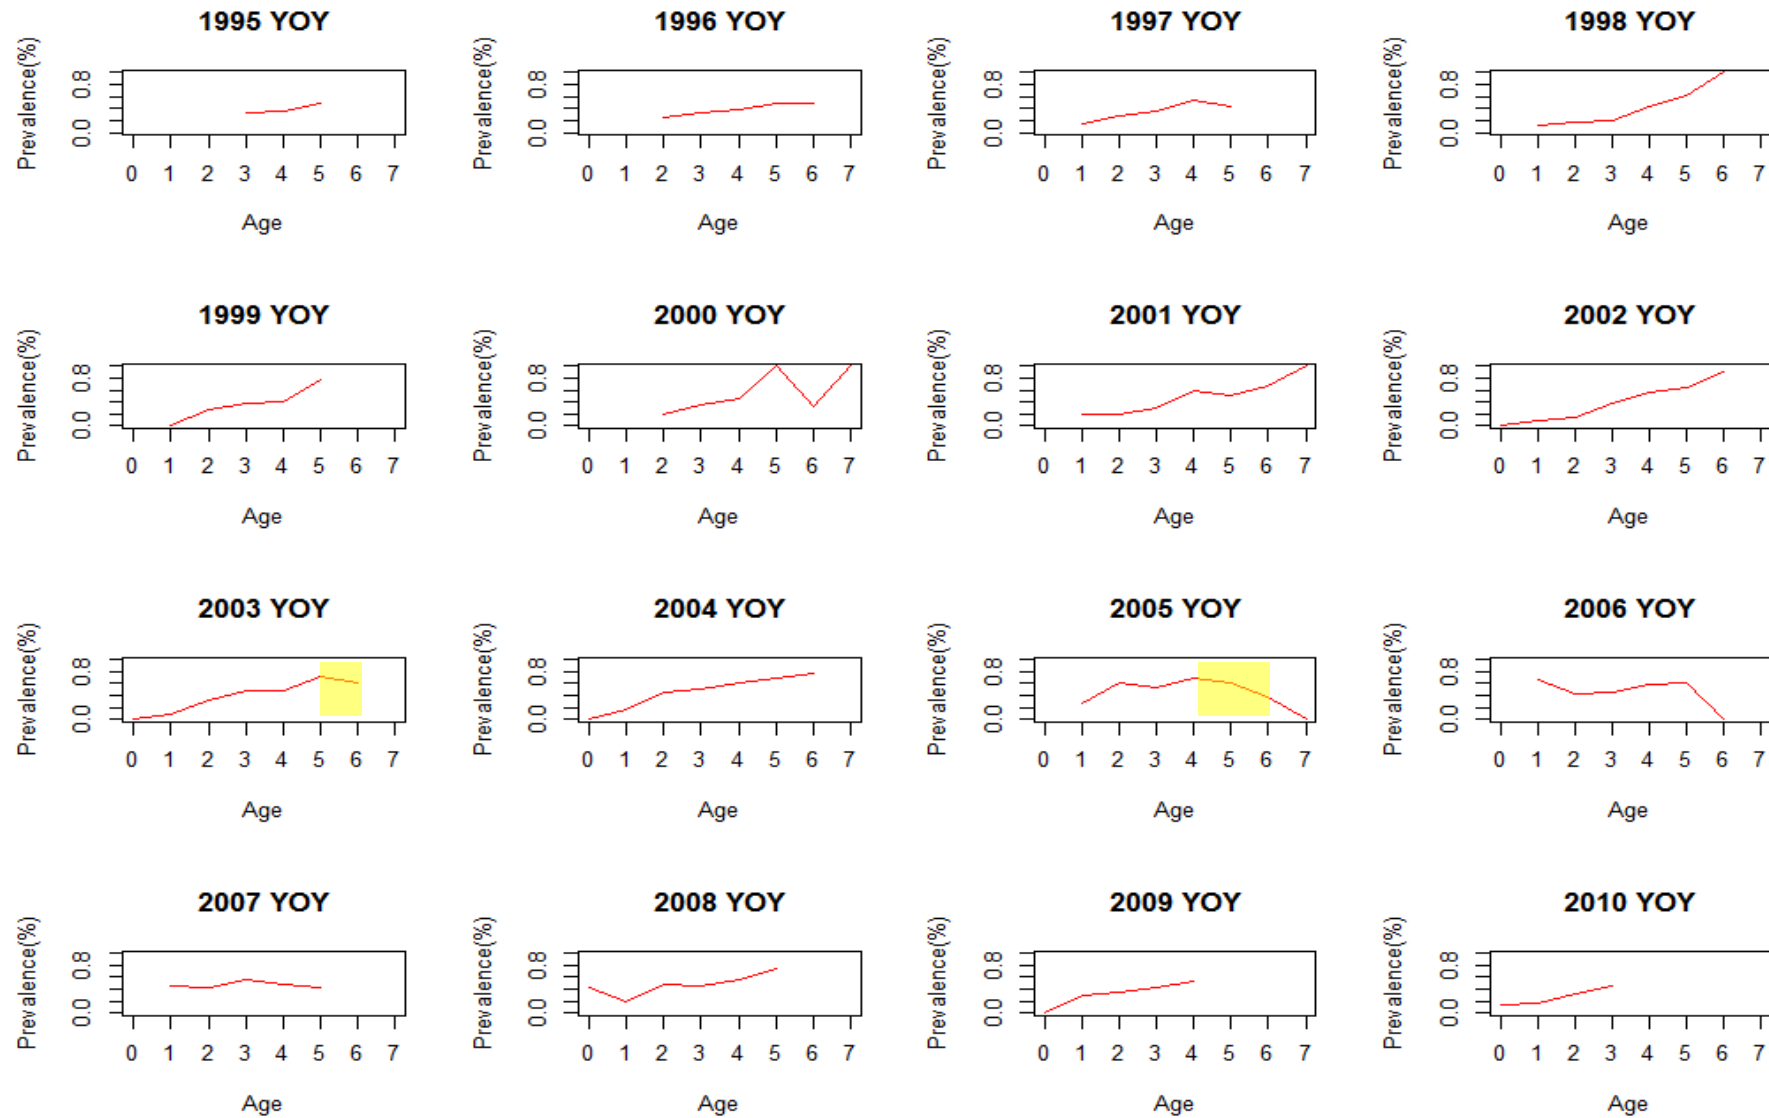 1995 YOY
Prevalence(%)
0.0 0.8
0 1 2 3 4 5 6 7
Age
1996 YOY
Prevalence(%)
0.0 0.8
0 1 2 3 4 5 6 7
Age
1997 YOY
Prevalence(%)
0.0 0.8
0 1 2 3 4 5 6 7
Age
1998 YOY
Prevalence(%)
0.0 0.8
0 1 2 3 4 5 6 7
Age
1999 YOY
Prevalence(%)
0.0 0.8
0 1 2 3 4 5 6 7
Age
2000 YOY
Prevalence(%)
0.0 0.8
0 1 2 3 4 5 6 7
Age
2001 YOY
Prevalence(%)
0.0 0.8
0 1 2 3 4 5 6 7
Age
2002 YOY
Prevalence(%)
0.0 0.8
0 1 2 3 4 5 6 7
Age
2003 YOY
Prevalence(%)
0.0 0.8
0 1 2 3 4 5 6 7
Age
2004 YOY
Prevalence(%)
0.0 0.8
0 1 2 3 4 5 6 7
Age
2005 YOY
Prevalence(%)
0.0 0.8
0 1 2 3 4 5 6 7
Age
2006 YOY
Prevalence(%)
0.0 0.8
0 1 2 3 4 5 6 7
Age
2007 YOY
Prevalence(%)
0.0 0.8
0 1 2 3 4 5 6 7
Age
2008 YOY
Prevalence(%)
0.0 0.8
0 1 2 3 4 5 6 7
Age
2009 YOY
Prevalence(%)
0.0 0.8
0 1 2 3 4 5 6 7
Age
2010 YOY
Prevalence(%)
0.0 0.8
0 1 2 3 4 5 6 7
Age